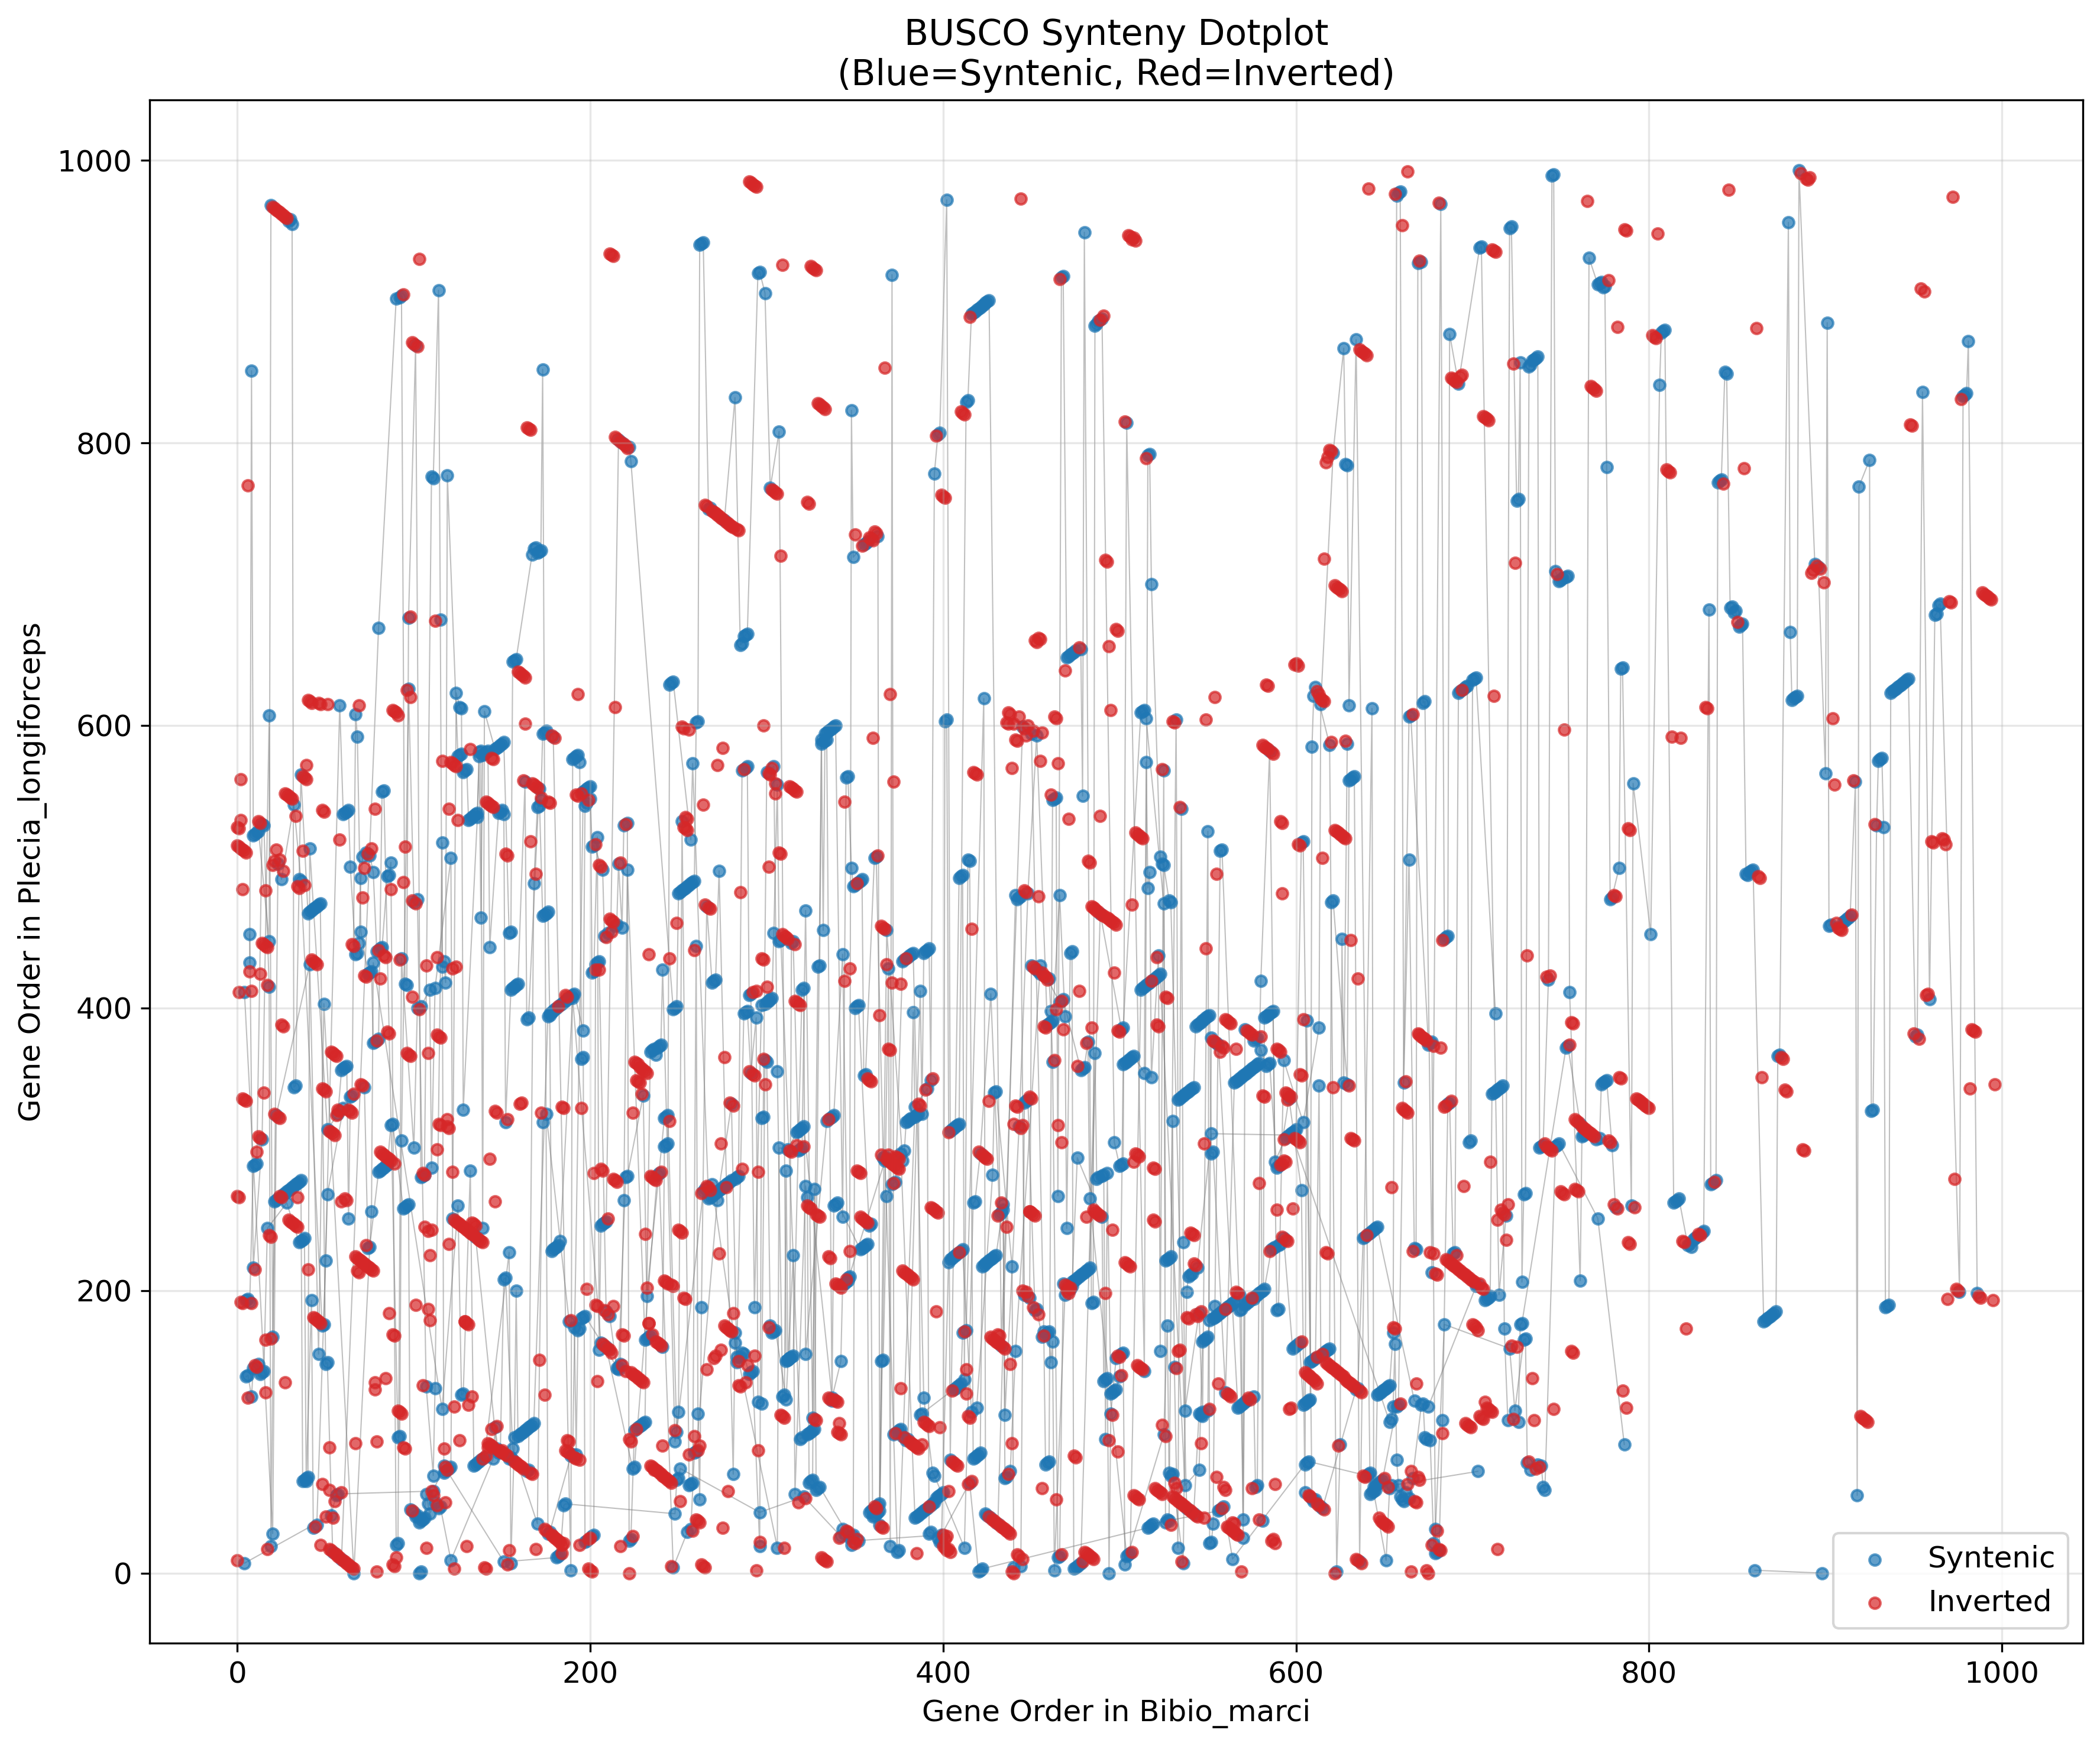 BUSCO Synteny Dotplot
(Blue=Syntenic, Red=Inverted)
Gene Order in Plecia_longiforceps
1000
800
600
400
200
0
0
200
400
600
800
1000
Gene Order in Bibio_marci
Syntenic
Inverted